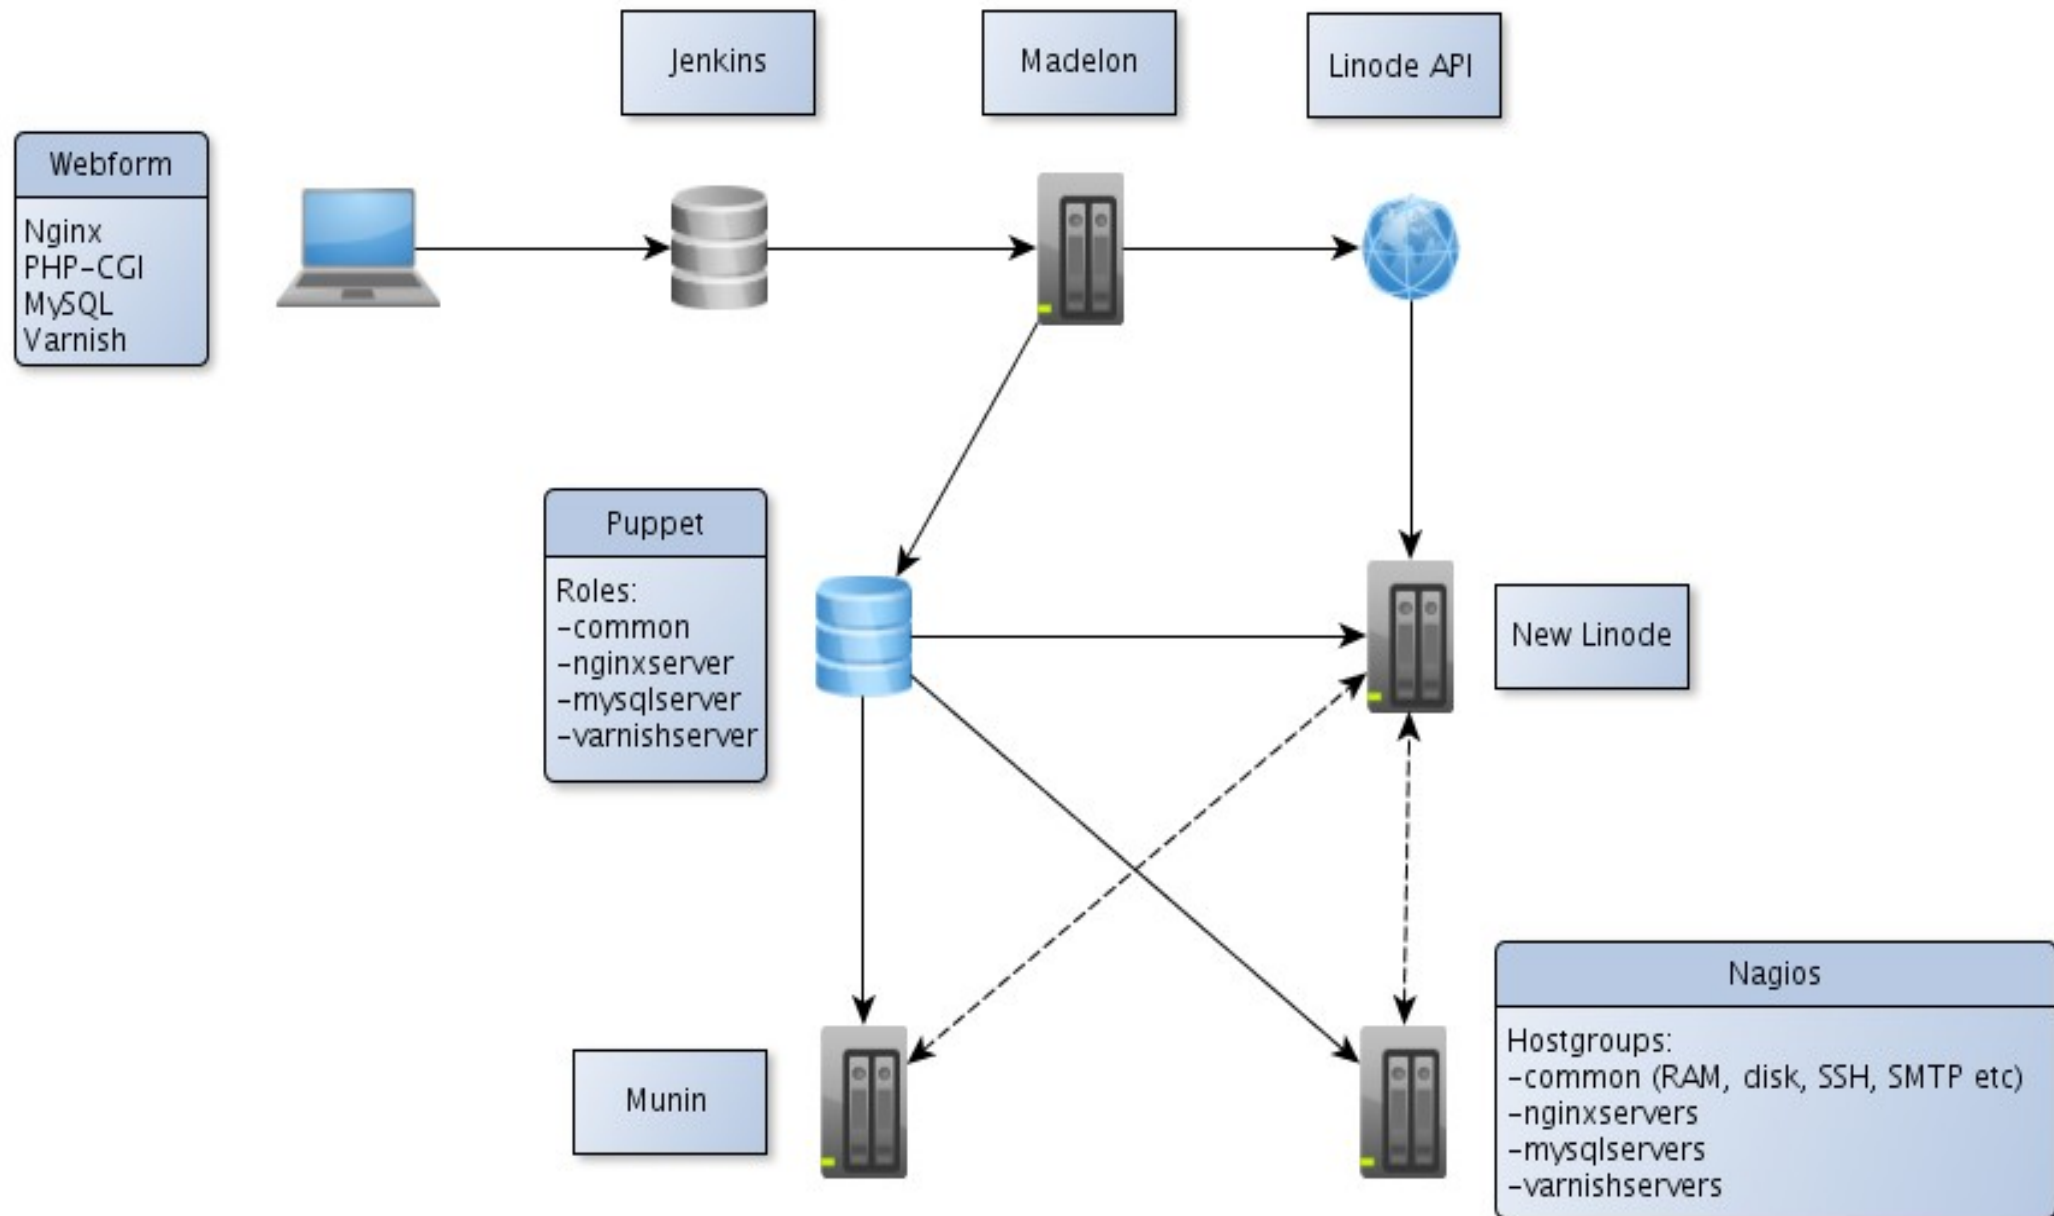 Jenkins
Madelon
Linode API
Webform
Nginx
PHP-CGI
MySQL
Varnish
Puppet
Roles:
-common
-nginxserver
-mysqlserver
-varnishserver
New Linode
Munin
Nagios
Hostgroups:
-common (RAM, disk, SSH, SMTP etc)
-nginxservers
-mysqlservers
-varnishservers